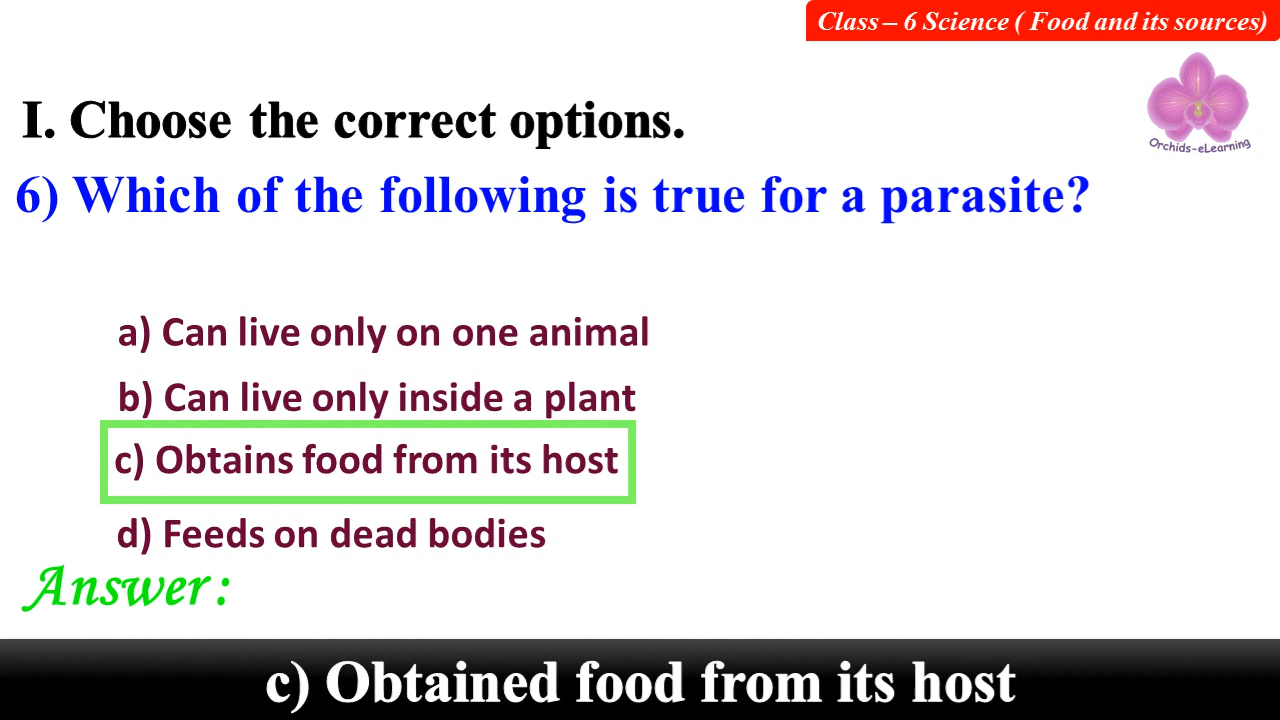 Class – 6 Science ( Food and its sources)
Orchids-eLearning
I. Choose the correct options.
6) Which of the following is true for a parasite?
a) Can live only on one animal
b) Can live only inside a plant
c) Obtains food from its host
d) Feeds on dead bodies
Answer:
c) Obtained food from its host